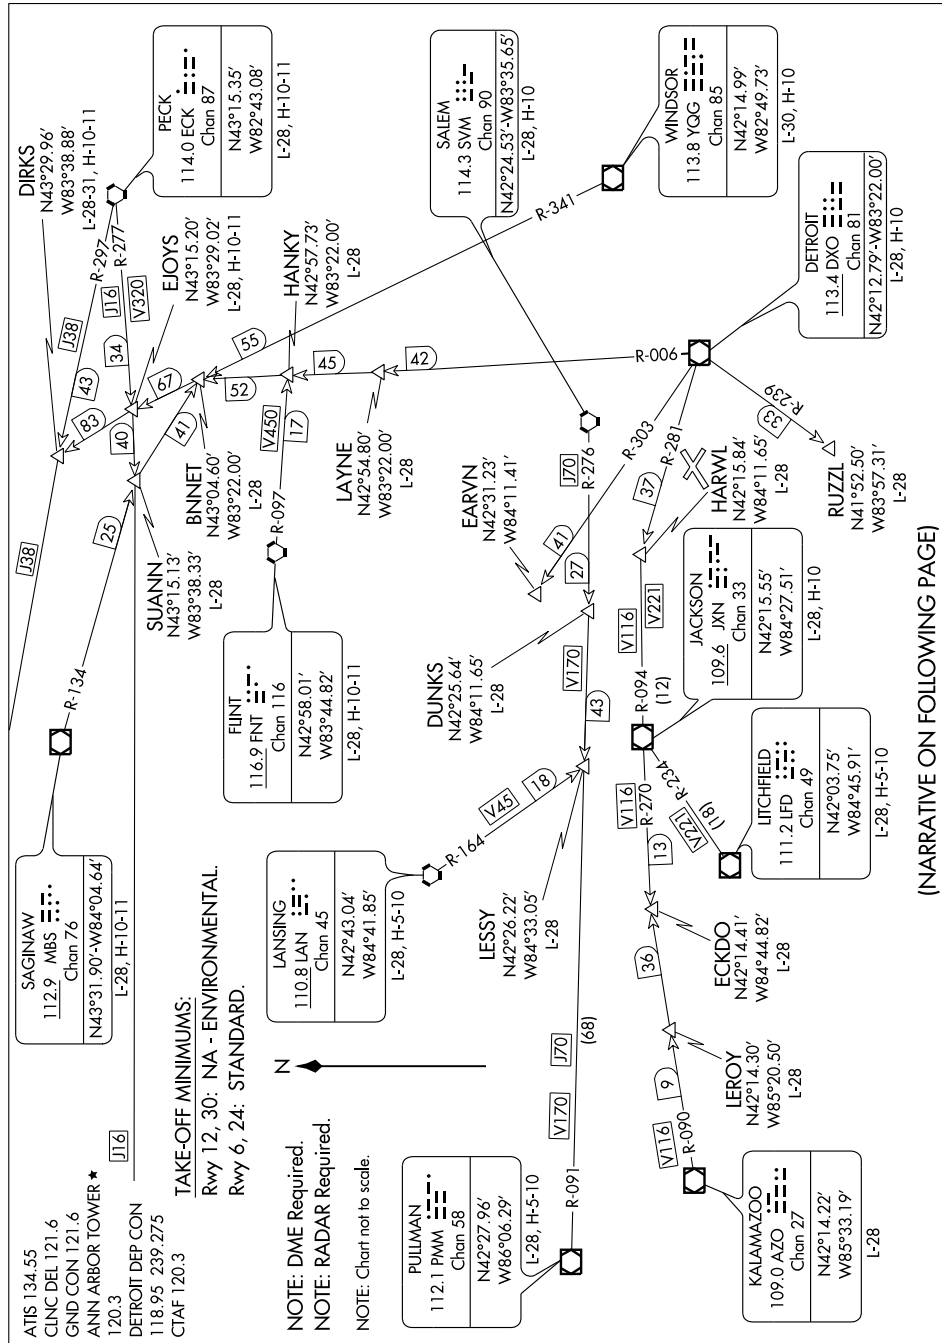 ATIS 134.55
CLNC DEL 121.6
GND CON 121.6
ANN ARBOR TOWER ★
120.3
DETROIT DEP CON
118.95 239.275
CTAF 120.3
TAKE-OFF MINIMUMS:
Rwy 12, 30: NA - ENVIRONMENTAL.
Rwy 6, 24: STANDARD.
NOTE: DME Required.
NOTE: RADAR Required.
NOTE: Chart not to scale.
N
SAGINAW
112.9 MBS
Chan 76
N43°31.90'-W84°04.64'
L-28, H-10-11
R-134
25
J38
J16
DIRKS
N43°29.96'
W83°38.88'
L-28-31, H-10-11
PECK
114.0 ECK
Chan 87
N43°15.35'
W82°43.08'
L-28, H-10-11
R-297
R-277
J38
43
J16
V320
34
83
67
40
41
EJOYS
N43°15.20'
W83°29.02'
L-28, H-10-11
SUANN
N43°15.13'
W83°38.33'
L-28
BNNET
N43°04.60'
W83°22.00'
L-28
55
52
R-341
HANKY
N42°57.73'
W83°22.00'
L-28
FLINT
116.9 FNT
Chan 116
N42°58.01'
W83°44.82'
L-28, H-10-11
R-097
V450
17
45
LAYNE
N42°54.80'
W83°22.00'
L-28
42
R-006
SALEM
114.3 SVM
Chan 90
N42°24.53'-W83°35.65'
L-28, H-10
WINDSOR
113.8 YQG
Chan 85
N42°14.99'
W82°49.73'
L-30, H-10
DETROIT
113.4 DXO
Chan 81
N42°12.79'-W83°22.00'
L-28, H-10
LANSING
110.8 LAN
Chan 45
N42°43.04'
W84°41.85'
L-28, H-5-10
R-164
V45
18
EARVN
N42°31.23'
W84°11.41'
L-28
R-303
41
J70
R-276
27
DUNKS
N42°25.64'
W84°11.65'
L-28
V170
43
LESSY
N42°26.22'
W84°33.05'
L-28
PULLMAN
112.1 PMM
Chan 58
N42°27.96'
W86°06.29'
L-28, H-5-10
R-091
V170
J70
(68)
R-281
37
HARWL
N42°15.84'
W84°11.65'
L-28
R-239
33
RUZZL
N41°52.50'
W83°57.31'
L-28
V116
V221
R-094
(12)
JACKSON
109.6 JXN
Chan 33
N42°15.55'
W84°27.51'
L-28, H-10
V116
R-270
13
R-234
V221
(18)
LITCHFIELD
111.2 LFD
Chan 49
N42°03.75'
W84°45.91'
L-28, H-5-10
ECKDO
N42°14.41'
W84°44.82'
L-28
36
LEROY
N42°14.30'
W85°20.50'
L-28
9
V116
R-090
KALAMAZOO
109.0 AZO
Chan 27
N42°14.22'
W85°33.19'
L-28
(NARRATIVE ON FOLLOWING PAGE)